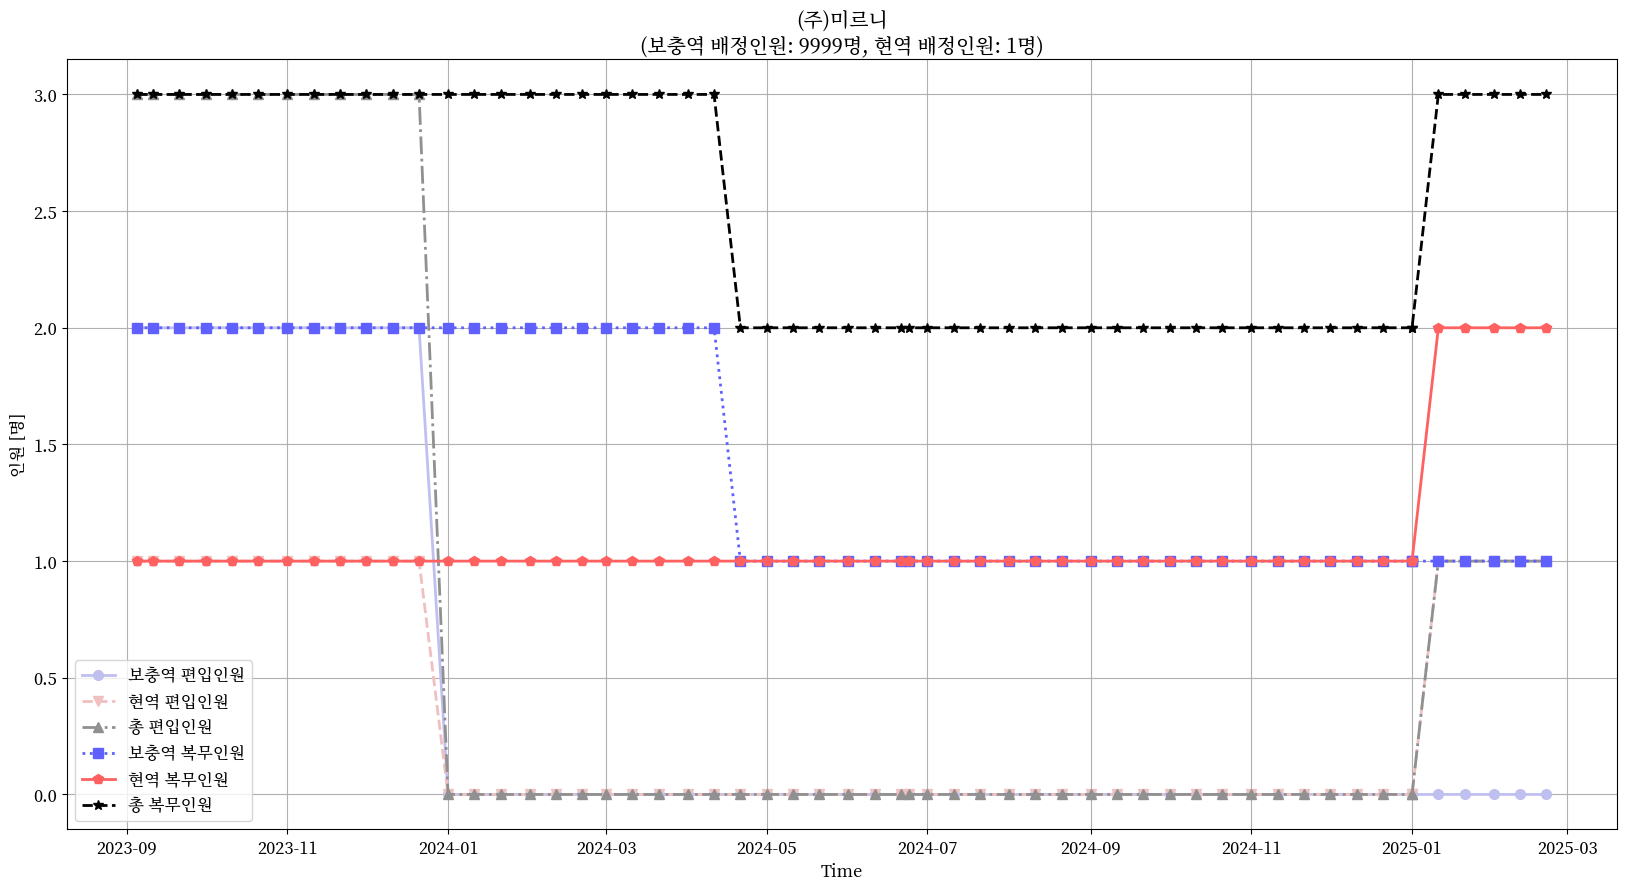 (주)미르니
(보충역 배정인원: 9999명, 현역 배정인원: 1명)
3.0
2.5
2.0
1.5
1.0
0.5
0.0
인원 [명]
보충역 편입인원
현역 편입인원
총 편입인원
보충역 복무인원
현역 복무인원
총 복무인원
2023-09 2023-11 2024-01 2024-03 2024-05 2024-07 2024-09 2024-11 2025-01 2025-03
Time